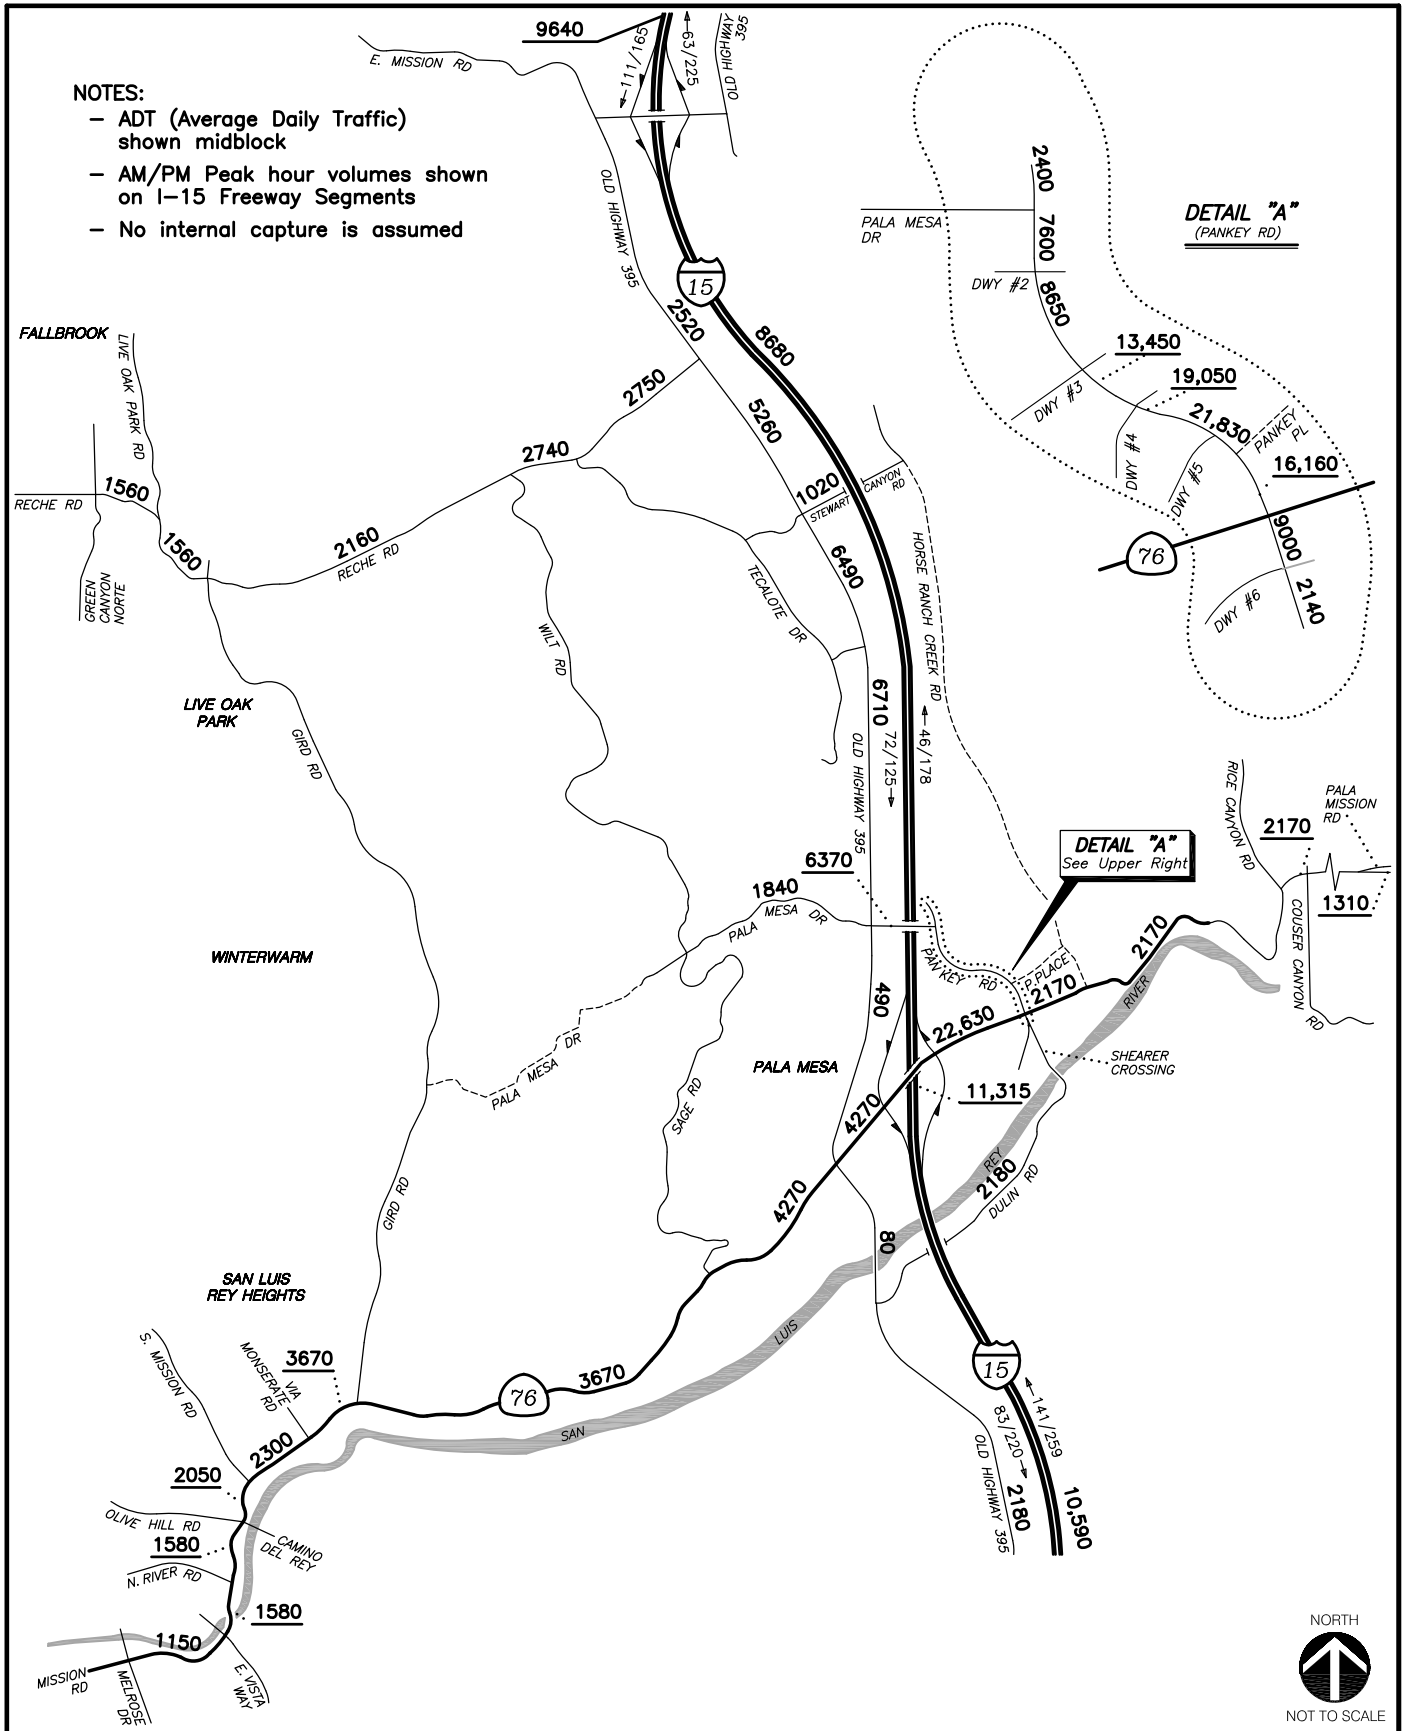 9640
111/165
63/225
OLD HIGHWAY
395
E. MISSION RD
NOTES:
– ADT (Average Daily Traffic)
shown midblock
– AM/PM Peak hour volumes shown
on I–15 Freeway Segments
– No internal capture is assumed
OLD HIGHWAY 395
15
2400
7600
8650
PALA MESA
DR
DETAIL "A"
(PANKEY RD)
DWY #2
13,450
19,050
21,830
DWY #3
DWY #4
DWY #5
PANKEY
PL
16,160
76
9000
2140
DWY #6
FALLBROOK
LIVE OAK PARK RD
2520
8680
2750
5260
2740
1020
STEWART
CANYON
RD
1560
RECHE RD
GREEN
CANYON
NORTE
1560
2160
RECHE RD
6490
HORSE RANCH CREEK RD
TECALOTE DR
WILT RD
LIVE OAK
PARK
GIRD RD
6710
72/125
46/178
OLD HIGHWAY 395
RICE CANYON RD
PALA
MISSION
RD
2170
1310
COUSER CANYON RD
DETAIL "A"
See Upper Right
6370
1840
PALA MESA DR
WINTERWARM
PANKEY RD
P.PLACE
2170
2170
RIVER
490
22,630
PALA MESA
PALA MESA DR
SAGE RD
SHEARER
CROSSING
11,315
4270
4270
REY
2180
DULIN RD
GIRD RD
80
SAN LUIS
REY HEIGHTS
S. MISSION RD
VIA
MONSERATE
RD
3670
76
3670
LUIS
SAN
15
141/259
83/220
OLD HIGHWAY 395
2180
10,590
2300
2050
OLIVE HILL RD
CAMINO
DEL REY
1580
N. RIVER RD
1580
1150
MISSION
RD
MELROSE
DR
E. VISTA
WAY
NORTH
NOT TO SCALE